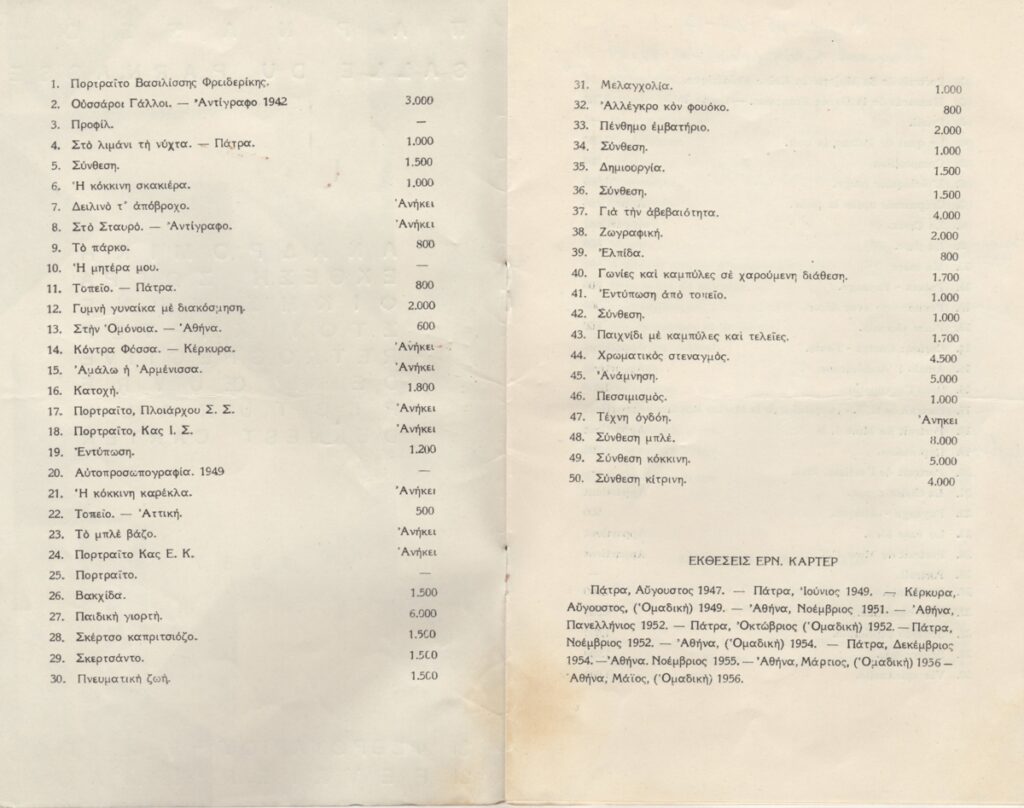 1. Πορτραῖτο Βασιλίσσης Φρειδερίκης.
2. Οὑσσάροι Γάλλοι. — Ἀντίγραφο 1942 3.000
3. Προφίλ. —
4. Στὸ λιμάνι τὴ νύχτα. — Πάτρα. 1.000
5. Σύνθεση. 1.500
6. Ἡ κόκκινη σκακιέρα. 1.000
7. Δειλινὸ τ' ἀπόβροχο. Ἀνήκει
8. Στὸ Σταυρό. — Ἀντίγραφο. Ἀνήκει
9. Τὸ πάρκο. 800
10. Ἡ μητέρα μου. —
11. Τοπεῖο. — Πάτρα. 800
12. Γυμνὴ γυναίκα μὲ διακόσμηση. 2.000
13. Στὴν Ὁμόνοια. — Ἀθήνα. 600
14. Κόντρα Φόσσα. — Κέρκυρα. Ἀνήκει
15. Ἀμάλω ἡ Ἀρμένισσα. Ἀνήκει
16. Κατοχή. 1.800
17. Πορτραῖτο, Πλοιάρχου Σ. Σ. Ἀνήκει
18. Πορτραῖτο, Κας Ι. Σ. Ἀνήκει
19. Ἐντύπωση. 1.200
20. Αὐτοπροσωπογραφία. 1949 —
21. Ἡ κόκκινη καρέκλα. Ἀνήκει
22. Τοπεῖο. — Ἀττική. 500
23. Τὸ μπλὲ βάζο. Ἀνήκει
24. Πορτραῖτο Κας Ε. Κ. Ἀνήκει
25. Πορτραῖτο. —
26. Βακχίδα. 1.500
27. Παιδικὴ γιορτή. 6.000
28. Σκέρτσο καπριτσιόζο. 1.500
29. Σκερτσάντο. 1.500
30. Πνευματικὴ ζωή. 1.500
31. Μελαγχολία. 1.000
32. Ἀλλέγκρο κὸν φουόκο. 800
33. Πένθημο ἐμβατήριο. 2.000
34. Σύνθεση. 1.000
35. Δημιουργία. 1.500
36. Σύνθεση. 1.500
37. Γιὰ τὴν ἀβεβαιότητα. 4.000
38. Ζωγραφική. 2.000
39. Ἐλπίδα. 800
40. Γωνίες καὶ καμπύλες σὲ χαρούμενη διάθεση. 1.700
41. Ἐντύπωση ἀπὸ τοπεῖο. 1.000
42. Σύνθεση. 1.000
43. Παιχνίδι μὲ καμπύλες καὶ τελεῖες. 1.700
44. Χρωματικὸς στεναγμός. 4.500
45. Ἀνάμνηση. 5.000
46. Πεσσιμισμός. 1.000
47. Τέχνη ὀγδόη. Ἀνηκει
48. Σύνθεση μπλέ. 8.000
49. Σύνθεση κόκκινη. 5.000
50. Σύνθεση κίτρινη. 4.000
ΕΚΘΕΣΕΙΣ ΕΡΝ. ΚΑΡΤΕΡ
Πάτρα, Αὔγουστος 1947. — Πάτρα, Ἰούνιος 1949. — Κέρκυρα,
Αὔγουστος, (Ὁμαδικὴ) 1949. — Ἀθήνα, Νοέμβριος 1951. — Ἀθήνα,
Πανελλήνιος 1952. — Πάτρα, Ὀκτώβριος (Ὁμαδικὴ) 1952. — Πάτρα,
Νοέμβριος 1952. — Ἀθήνα, (Ὁμαδικὴ) 1954. — Πάτρα, Δεκέμβριος
1954. — Ἀθήνα. Νοέμβριος 1955. — Ἀθήνα, Μάρτιος, (Ὁμαδικὴ) 1956 —
Ἀθήνα, Μάϊος, (Ὁμαδικὴ) 1956.